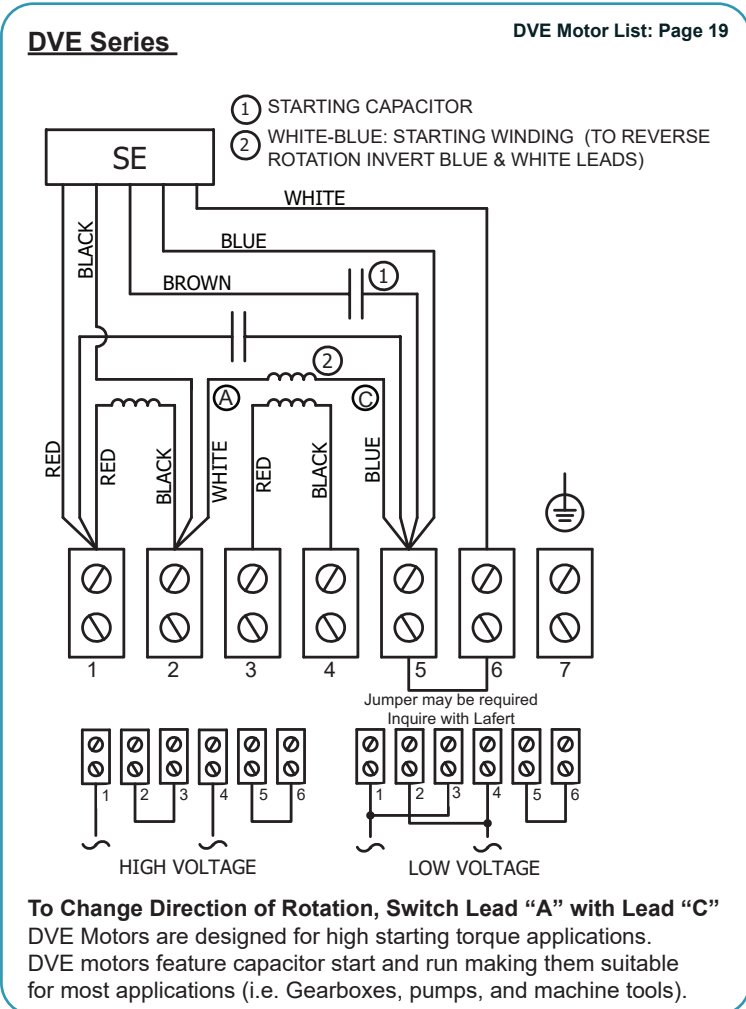 DVE Series
DVE Motor List: Page 19
1 STARTING CAPACITOR
2 WHITE-BLUE: STARTING WINDING (TO REVERSE
ROTATION INVERT BLUE & WHITE LEADS)
SE
WHITE
BLACK
BLUE
BROWN
1
2
A
C
RED
RED
BLACK
WHITE
RED
BLACK
BLUE
1 2 3 4 5 6 7
Jumper may be required
Inquire with Lafert
1 2 3 4 5 6
HIGH VOLTAGE
1 2 3 4 5 6
LOW VOLTAGE
To Change Direction of Rotation, Switch Lead “A” with Lead “C”
DVE Motors are designed for high starting torque applications.
DVE motors feature capacitor start and run making them suitable
for most applications (i.e. Gearboxes, pumps, and machine tools).